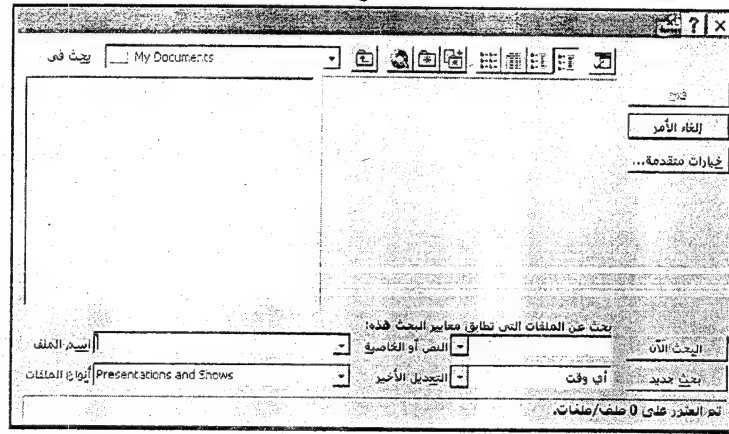 بحث في My Documents
فتح
إلغاء الأمر
خيارات متقدمة...
بحث عن الملفات التي تطابق معايير البحث هذه:
اسم الملف
النص أو الخاصية
البحث الآن
أنواع الملفات Presentations and Shows
التعديل الأخير
أي وقت
بحث جديد
تم العثور على 0 ملف/ملفات.